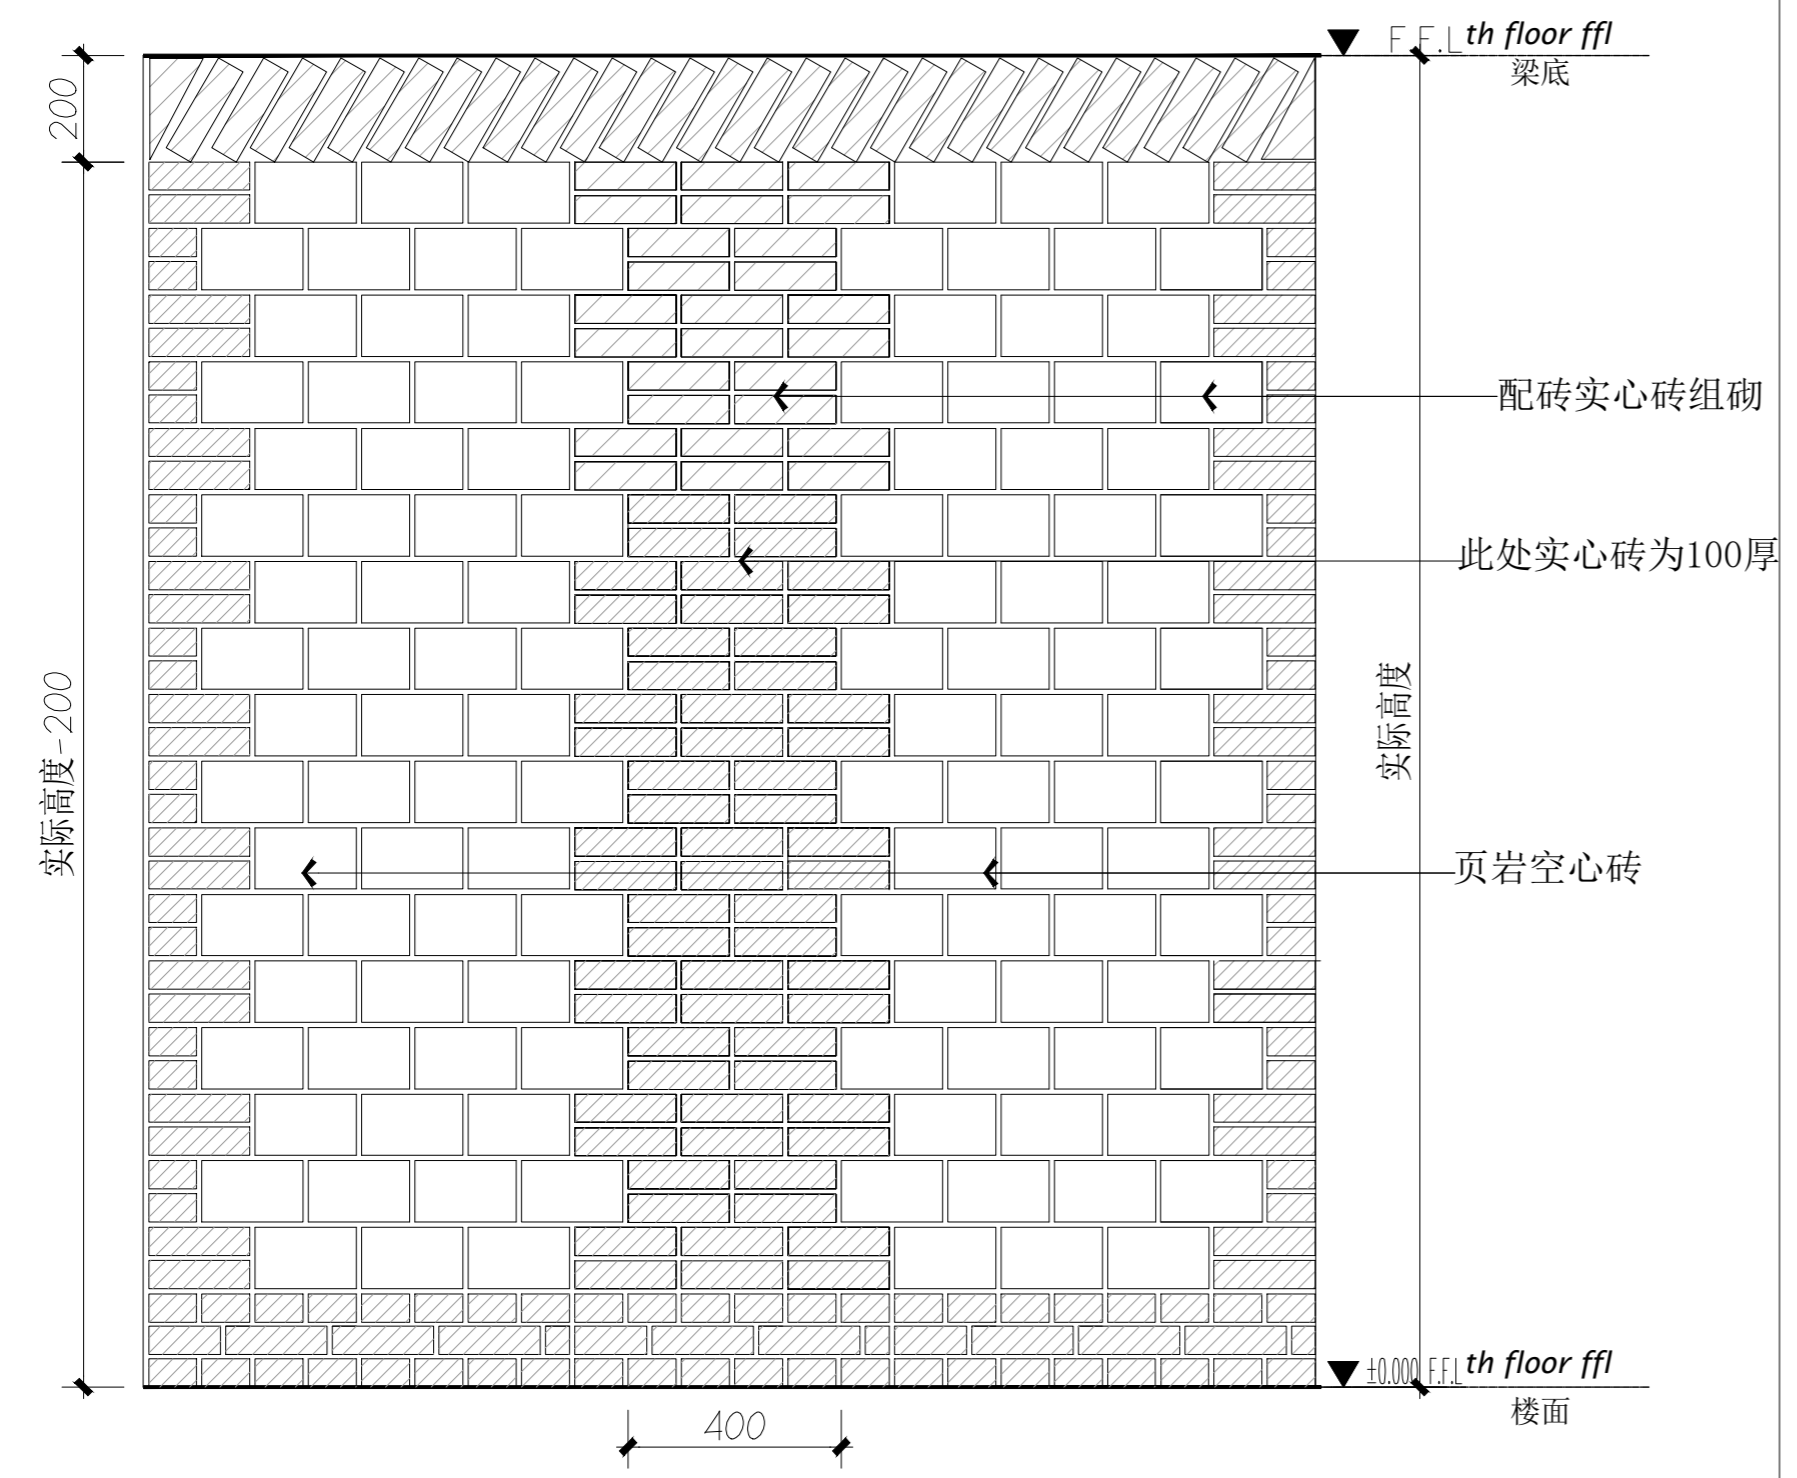 F.F.L th floor ffl
梁底
200
配砖实心砖组砌
此处实心砖为100厚
实际高度
实际高度-200
页岩空心砖
±0.000 F.F.L th floor ffl
楼面
400